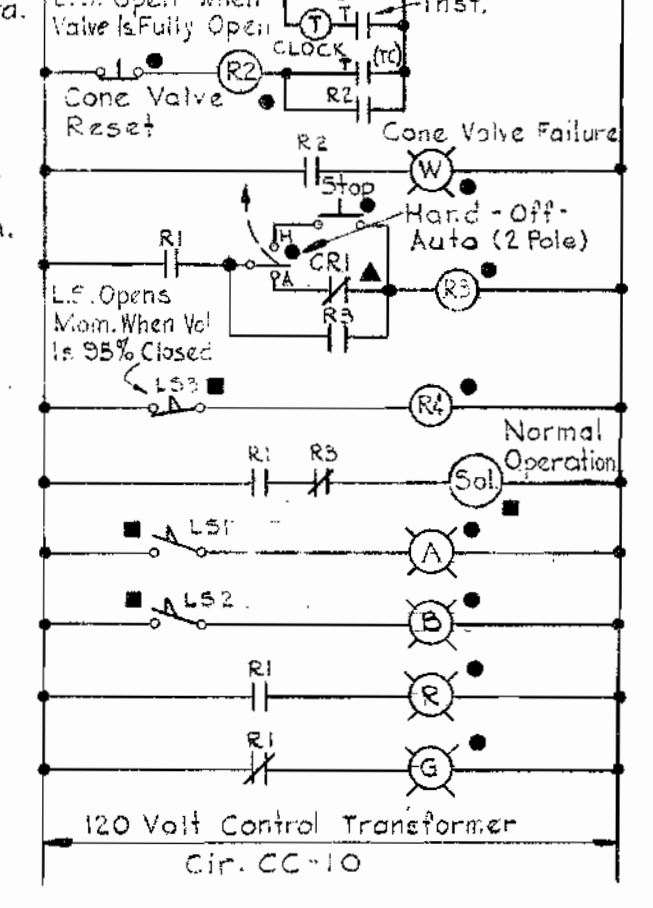 Valve Is Fully Open
T
T
Inst.
CLOCK
T
(TC)
R2
R2
Cone Valve
Reset
Cone Valve Failure
R2
W
Stop
Hand - Off -
Auto (2 Pole)
R1
H
A
CR1
R3
R3
L.S. Opens
Mom. When Val
Is 95% Closed
LS3
R4
Normal
Operation
R1
R3
Sol.
LS1
A
LS2
B
R1
R
R1
G
120 Volt Control Transformer
Cir. CC-10